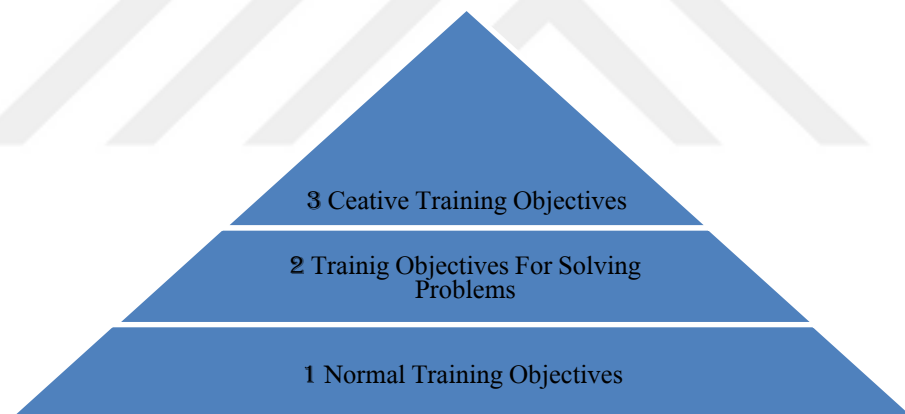 3 Ceative Training Objectives
2 Trainig Objectives For Solving
Problems
1 Normal Training Objectives